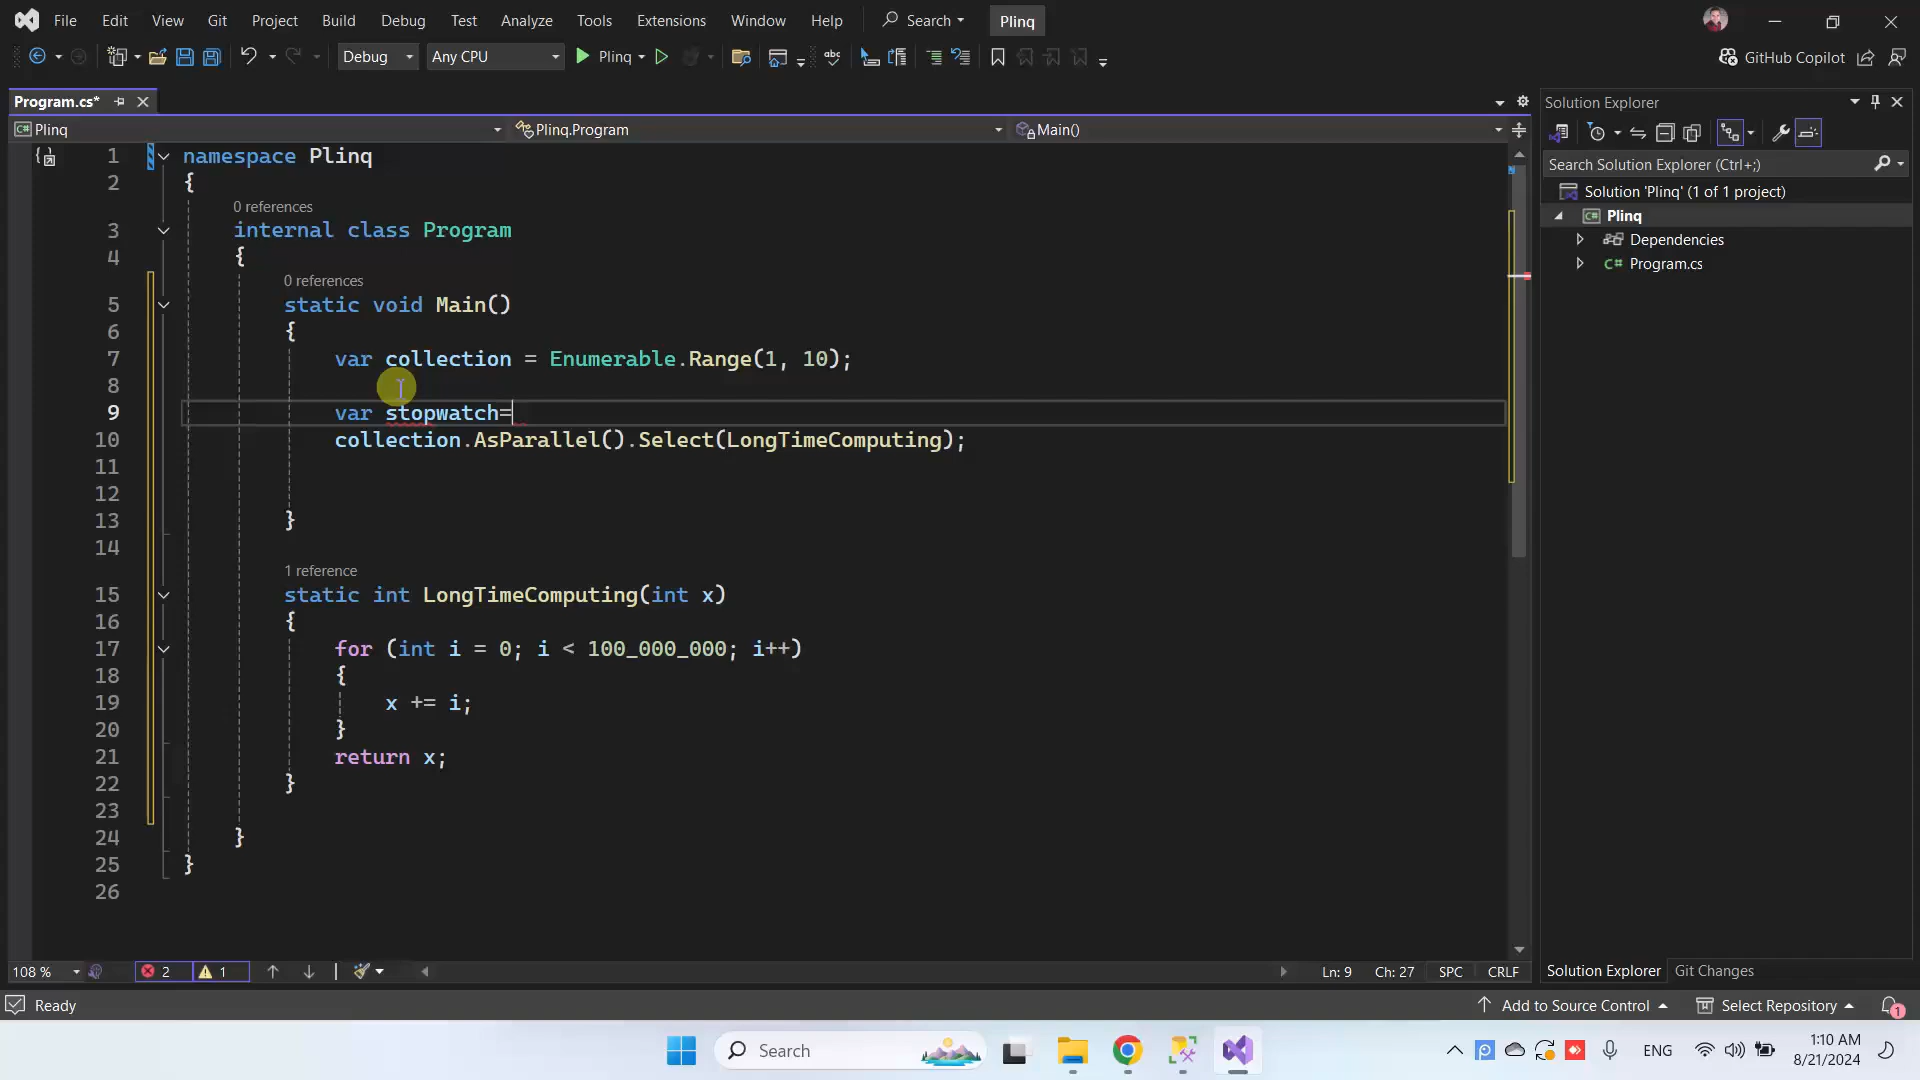 File Edit View Git Project Build Debug Test Analyze Tools Extensions Window Help Search Plinq
Debug Any CPU Plinq abc GitHub Copilot
Program.cs*
Plinq Plinq.Program Main()
1 namespace Plinq
2 {
0 references
3 internal class Program
4 {
0 references
5 static void Main()
6 {
7 var collection = Enumerable.Range(1, 10);
8
9 var stopwatch=
10 collection.AsParallel().Select(LongTimeComputing);
11
12
13 }
14
1 reference
15 static int LongTimeComputing(int x)
16 {
17 for (int i = 0; i < 100_000_000; i++)
18 {
19 x += i;
20 }
21 return x;
22 }
23
24 }
25 }
26
108 % 2 1 Ln: 9 Ch: 27 SPC CRLF
Solution Explorer
Search Solution Explorer (Ctrl+;)
Solution 'Plinq' (1 of 1 project)
C# Plinq
Dependencies
C# Program.cs
Solution Explorer Git Changes
Ready Add to Source Control Select Repository 1
Search ENG 1:10 AM
8/21/2024